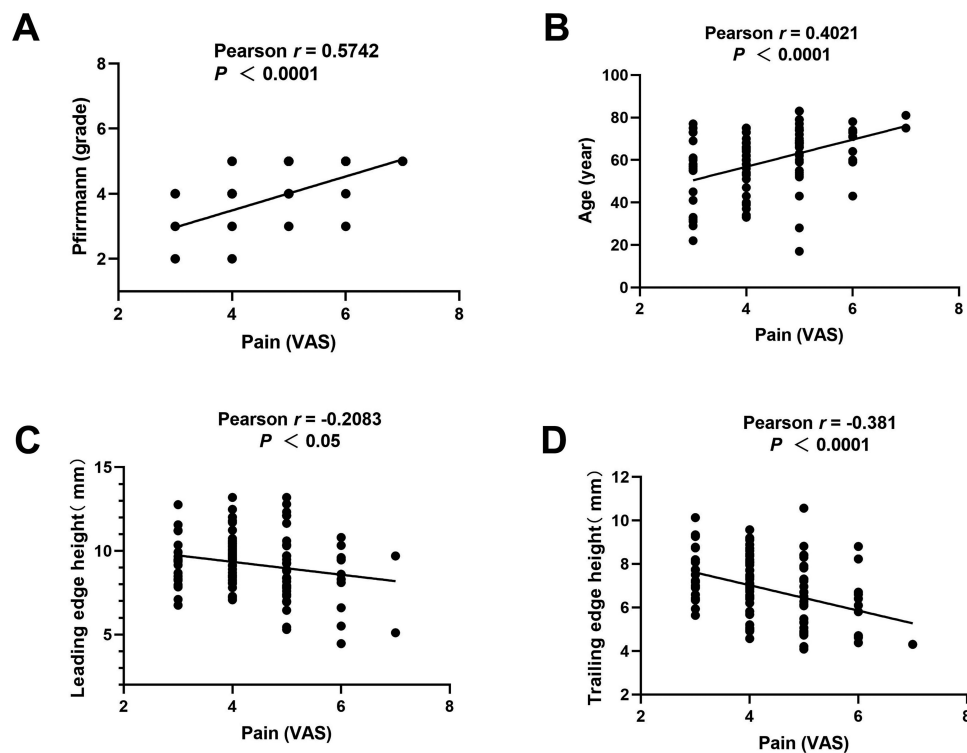 A
Pearson r = 0.5742
P < 0.0001
Pfirrmann (grade)
8
6
4
2
2 4 6 8
Pain (VAS)
B
Pearson r = 0.4021
P < 0.0001
Age (year)
100
80
60
40
20
0
2 4 6 8
Pain (VAS)
C
Pearson r = -0.2083
P < 0.05
Leading edge height( mm)
15
10
5
2 4 6 8
Pain (VAS)
D
Pearson r = -0.381
P < 0.0001
Trailing edge height( mm)
12
10
8
6
4
2
2 4 6 8
Pain (VAS)